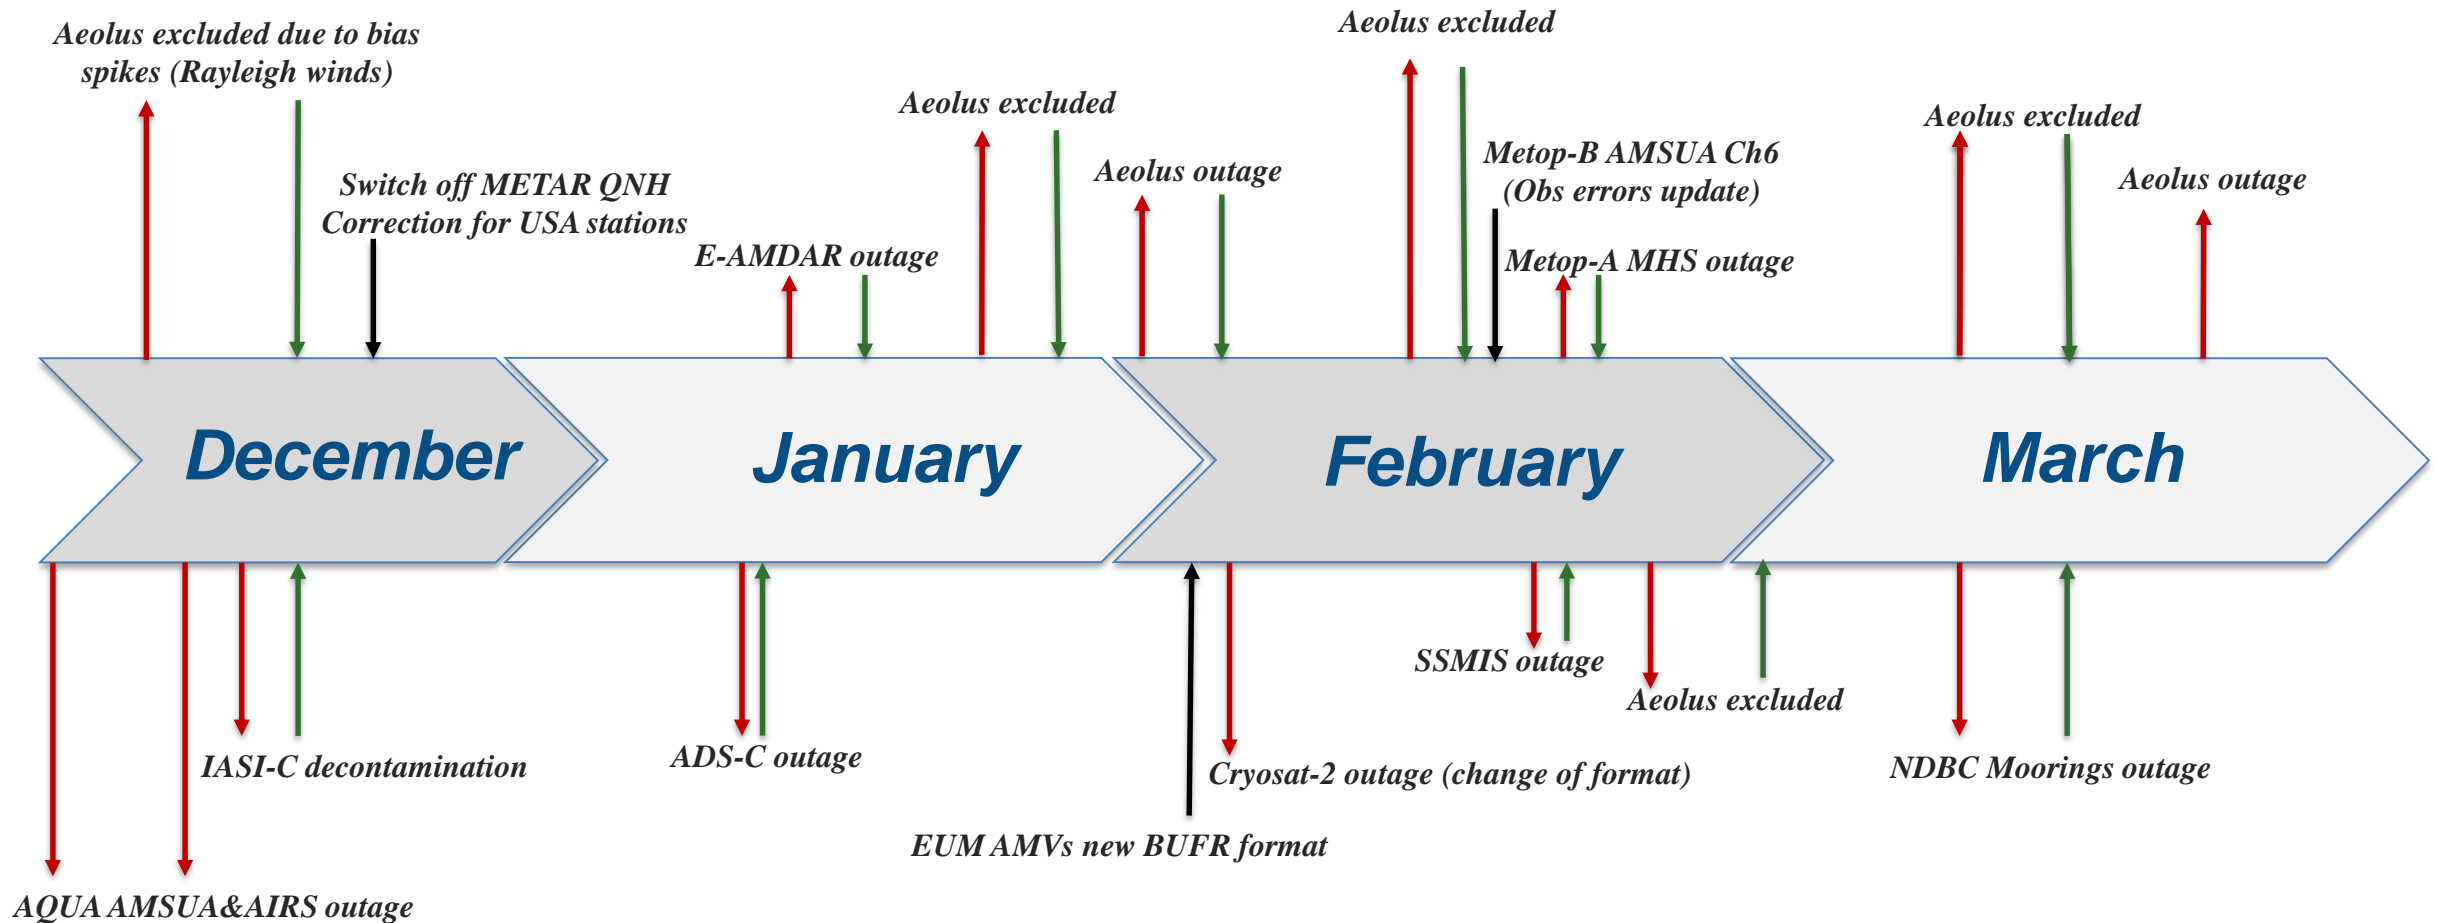 Aeolus excluded due to bias
spikes (Rayleigh winds)
Switch off METAR QNH
Correction for USA stations
E-AMDAR outage
Aeolus excluded
Aeolus outage
Aeolus excluded
Metop-B AMSUA Ch6
(Obs errors update)
Metop-A MHS outage
Aeolus excluded
Aeolus outage
December
January
February
March
IASI-C decontamination
AQUA AMSUA&AIRS outage
ADS-C outage
EUM AMVs new BUFR format
Cryosat-2 outage (change of format)
SSMIS outage
Aeolus excluded
NDBC Moorings outage